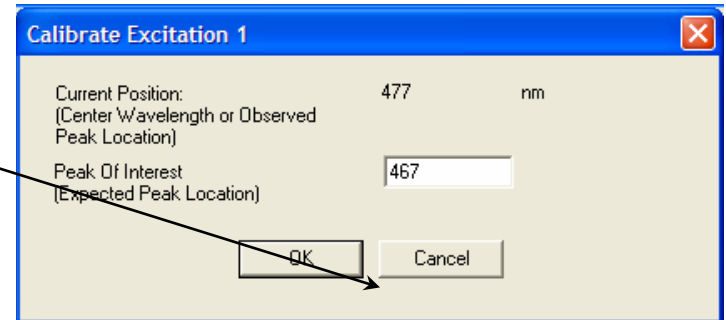 Calibrate Excitation 1
Current Position: 477 nm
(Center Wavelength or Observed
Peak Location)
Peak Of Interest 467
(Expected Peak Location)
OK Cancel